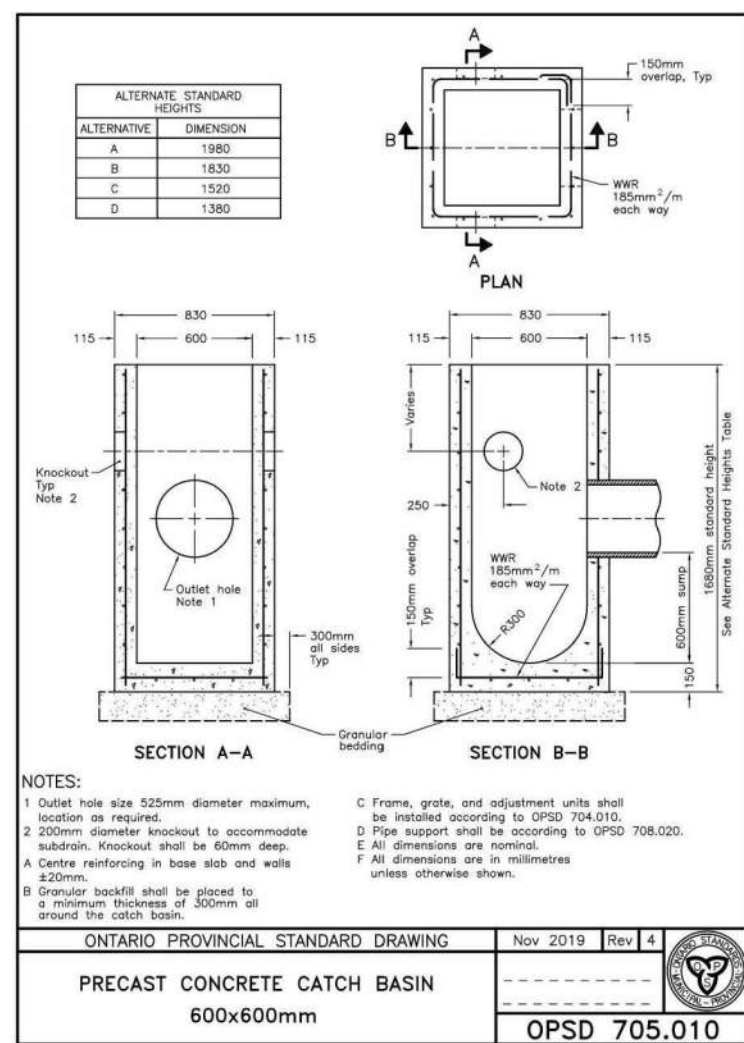 ALTERNATE STANDARD
HEIGHTS
ALTERNATIVE DIMENSION
A 1980
B 1830
C 1520
D 1380
A
150mm
overlap, Typ
B
B
WWR
185mm²/m
each way
A
PLAN
830
115
600
115
Knockout
Typ
Note 2
Outlet hole
Note 1
300mm
all sides
Typ
SECTION A–A
830
115
600
115
Varies
Note 2
250
WWR
185mm²/m
each way
150mm overlap
Typ
R300
600mm sump
150
1680mm standard height
See Alternate Standard Heights Table
Granular
bedding
SECTION B–B
NOTES:
1 Outlet hole size 525mm diameter maximum,
location as required.
2 200mm diameter knockout to accommodate
subdrain. Knockout shall be 60mm deep.
A Centre reinforcing in base slab and walls
±20mm.
B Granular backfill shall be placed to
a minimum thickness of 300mm all
around the catch basin.
C Frame, grate, and adjustment units shall
be installed according to OPSD 704.010.
D Pipe support shall be according to OPSD 708.020.
E All dimensions are nominal.
F All dimensions are in millimetres
unless otherwise shown.
ONTARIO PROVINCIAL STANDARD DRAWING
Nov 2019 Rev 4
PRECAST CONCRETE CATCH BASIN
600x600mm
ONTARIO STANDARDS
MUNICIPAL - PROVINCIAL
O P S
OPSD 705.010